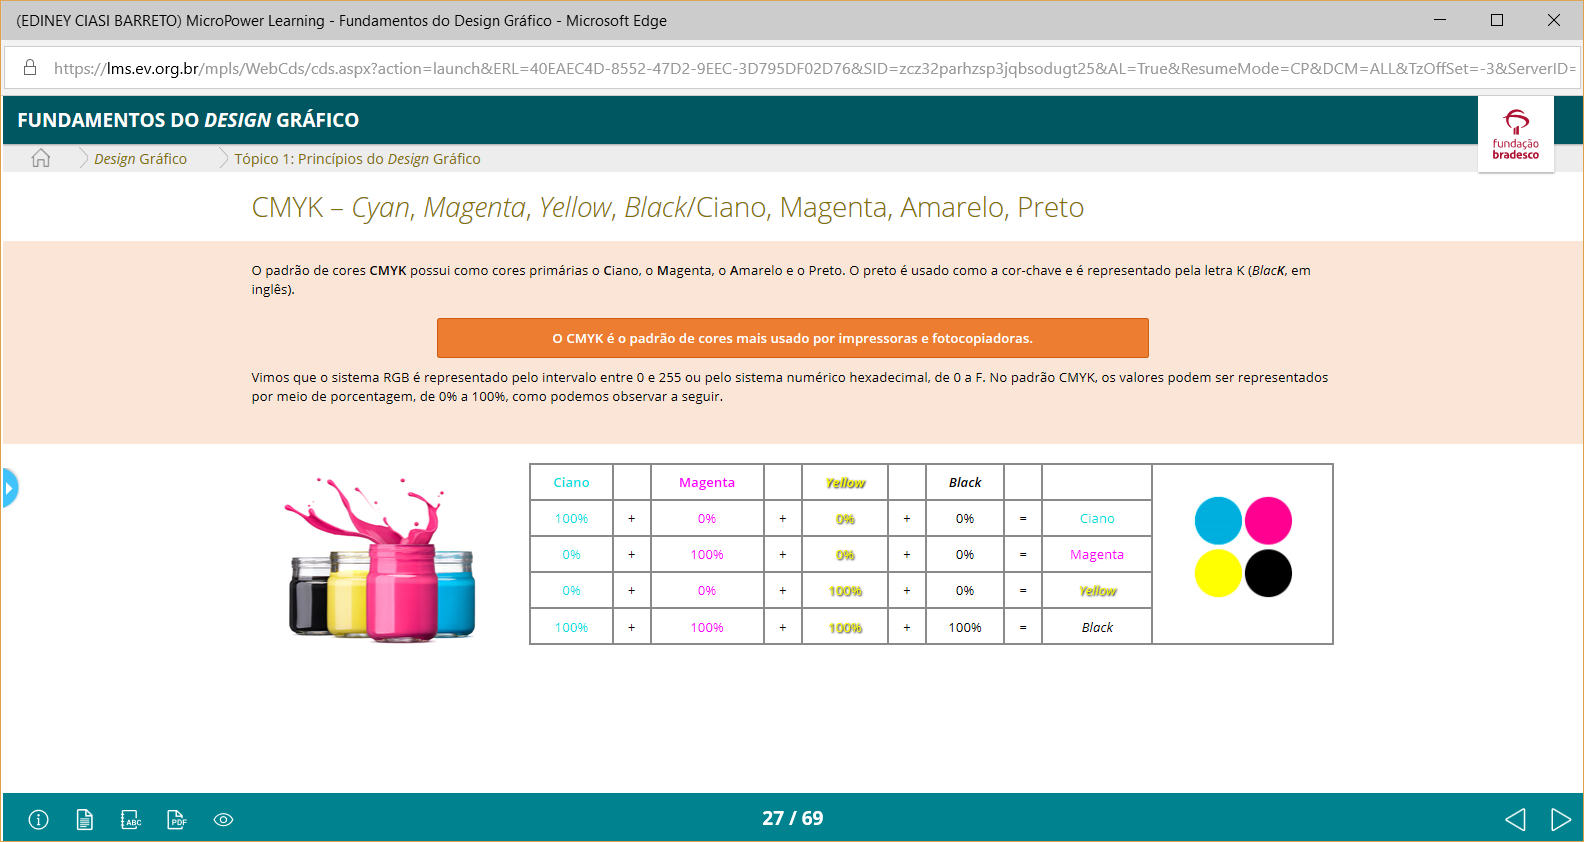 (EDINEY CIASI BARRETO) MicroPower Learning - Fundamentos do Design Gráfico - Microsoft Edge
https://lms.ev.org.br/mpls/WebCds/cds.aspx?action=launch&ERL=40EAEC4D-8552-47D2-9EEC-3D795DF02D76&SID=zcz32parhzsp3jqbsodugt25&AL=True&ResumeMode=CP&DCM=ALL&TzOffSet=-3&ServerID=
FUNDAMENTOS DO DESIGN GRÁFICO
fundação
bradesco
Design Gráfico Tópico 1: Princípios do Design Gráfico
CMYK – Cyan, Magenta, Yellow, Black/Ciano, Magenta, Amarelo, Preto
O padrão de cores CMYK possui como cores primárias o Ciano, o Magenta, o Amarelo e o Preto. O preto é usado como a cor-chave e é representado pela letra K (BlacK, em
inglês).
O CMYK é o padrão de cores mais usado por impressoras e fotocopiadoras.
Vimos que o sistema RGB é representado pelo intervalo entre 0 e 255 ou pelo sistema numérico hexadecimal, de 0 a F. No padrão CMYK, os valores podem ser representados
por meio de porcentagem, de 0% a 100%, como podemos observar a seguir.
Ciano Magenta Yellow Black
100% + 0% + 0% + 0% = Ciano
0% + 100% + 0% + 0% = Magenta
0% + 0% + 100% + 0% = Yellow
100% + 100% + 100% + 100% = Black
ABC PDF 27 / 69